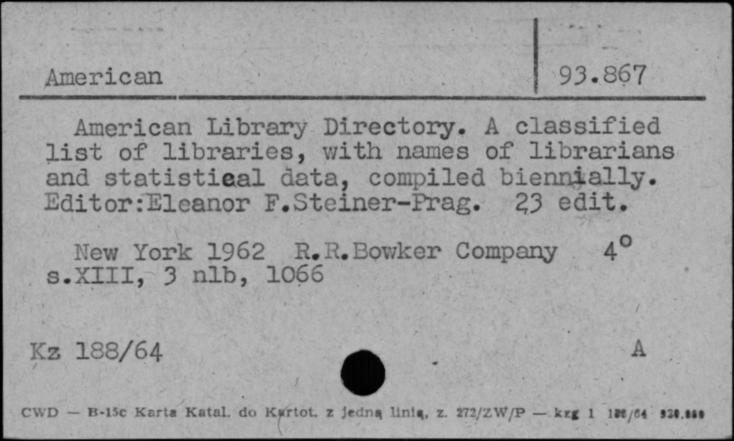 American 93.867
American Library Directory. A classified
list of libraries, with names of librarians
and statistical data, compiled biennially.
Editor:Eleanor F.Steiner-Prag. 23 edit.
New York 1962 R.R.Bowker Company 4°
s.XIII, 3 nlb, 1066
Kz 188/64 A
CWD — B-15c Karta Katal. do Kartot. z jedną linią, z. 272/ZW/P — kzg 1